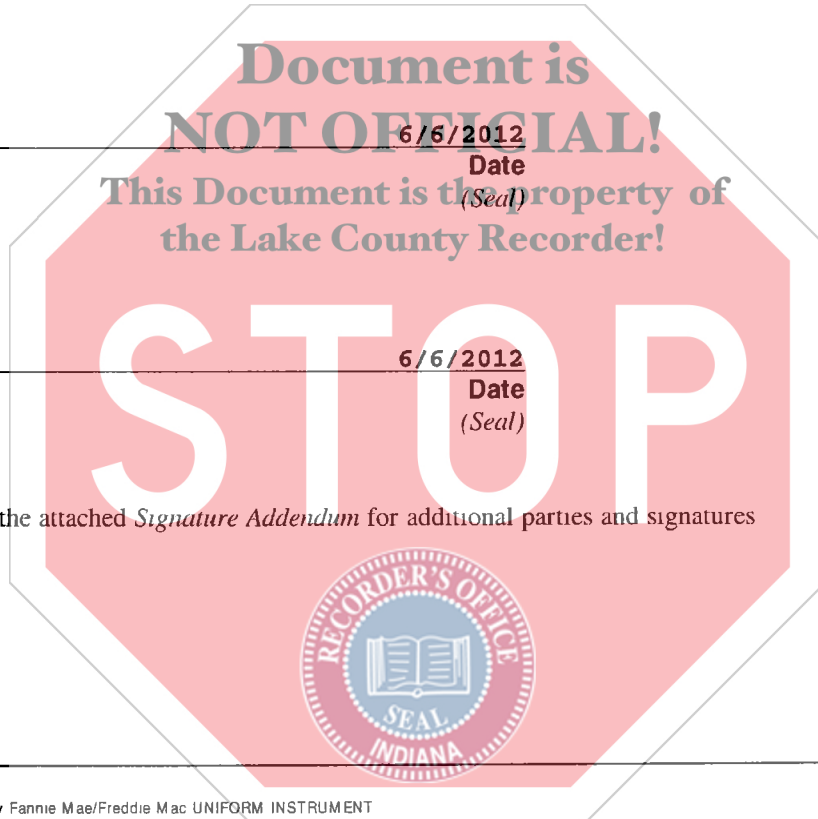 Document is
NOT OFFICIAL!
6/6/2012
Date
This Document is the property of
(Seal)
the Lake County Recorder!
STOP
6/6/2012
Date
(Seal)
the attached Signature Addendum for additional parties and signatures
RECORDER'S OFFICE
SEAL
INDIANA
Fannie Mae/Freddie Mac UNIFORM INSTRUMENT